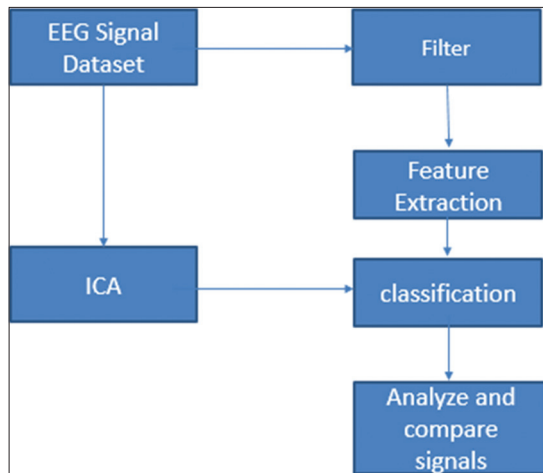 EEG Signal
Dataset
Filter
Feature
Extraction
ICA
classification
Analyze and
compare
signals